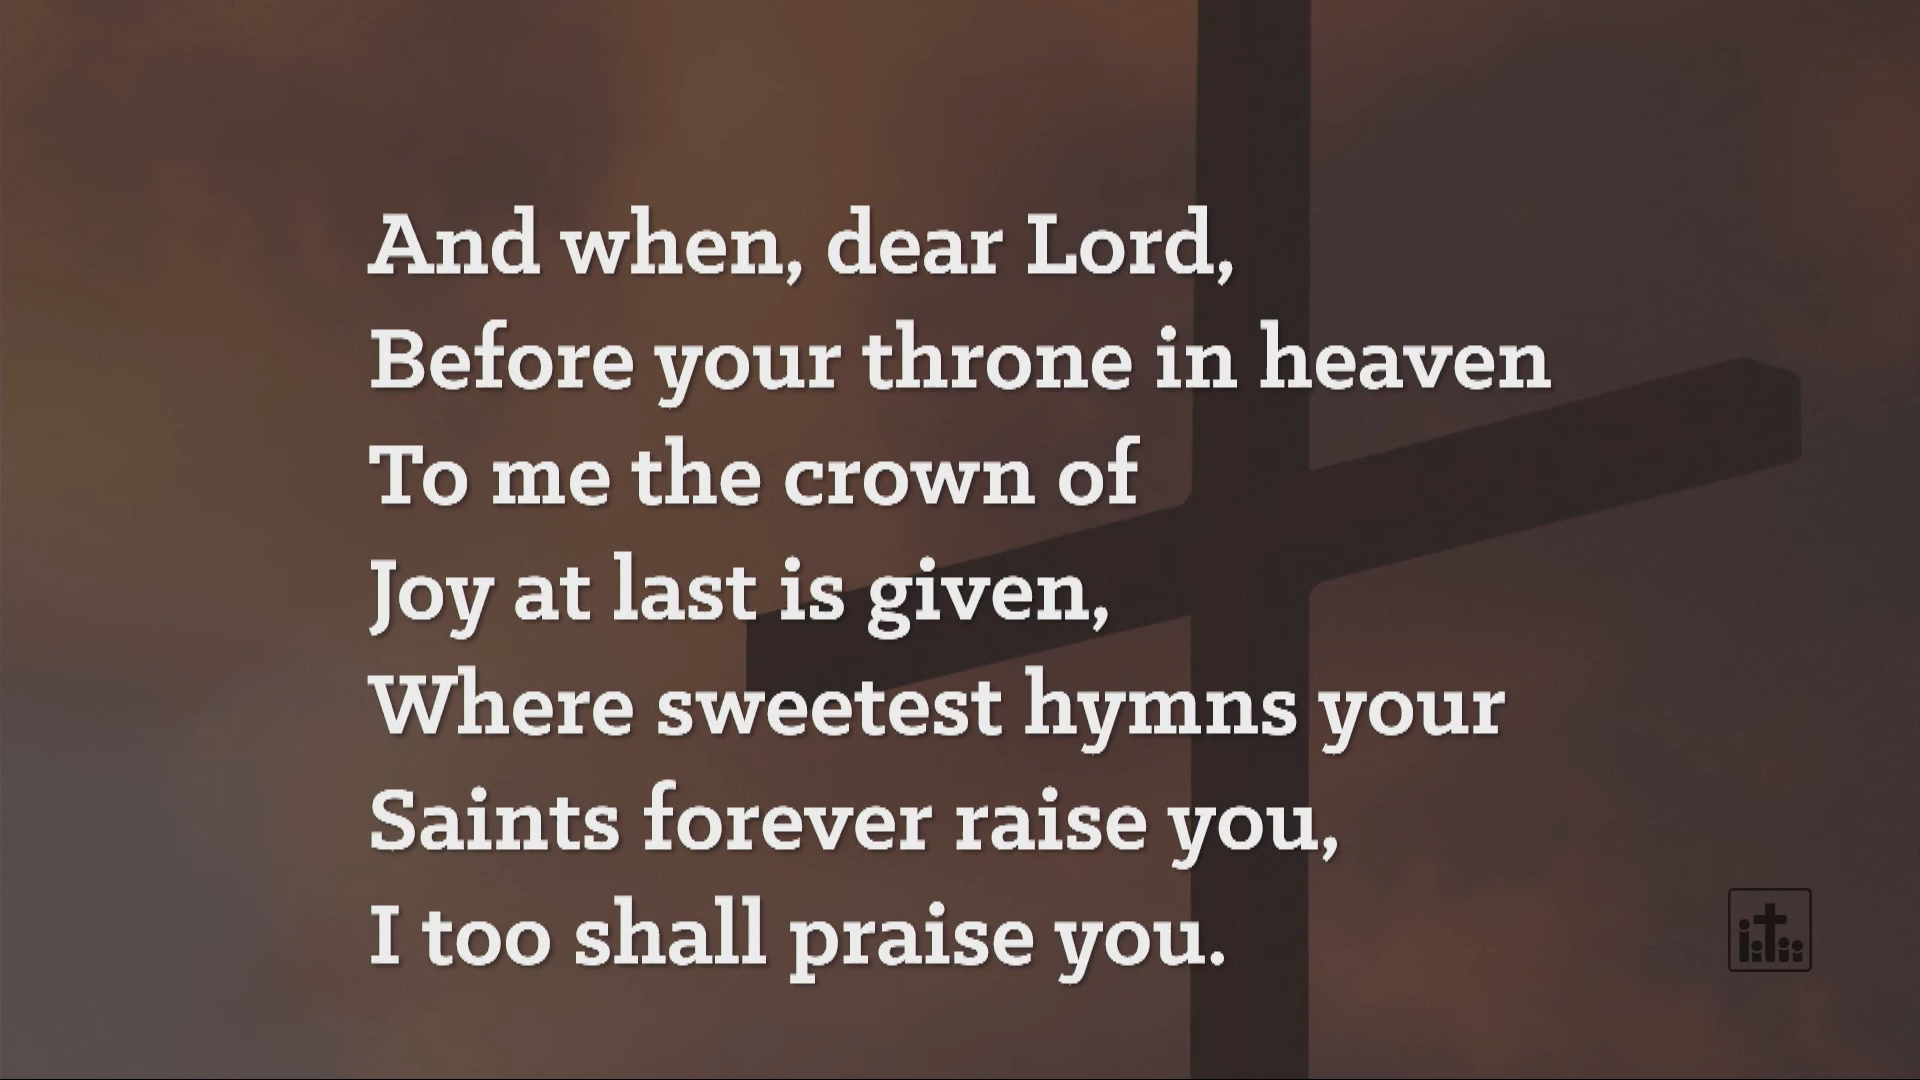 And when, dear Lord,
Before your throne in heaven
To me the crown of
Joy at last is given,
Where sweetest hymns your
Saints forever raise you,
I too shall praise you.